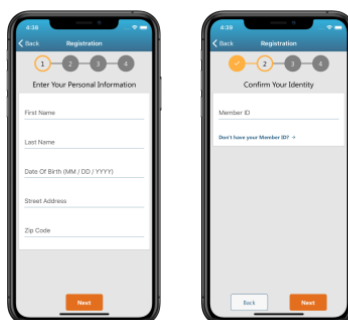 4:39
Back Registration
1 2 3 4
Enter Your Personal Information
First Name
Last Name
Date Of Birth (MM / DD / YYYY)
Street Address
Zip Code
Next
4:39
Back Registration
2 3 4
Confirm Your Identity
Member ID
Don't have your Member ID?
Back Next